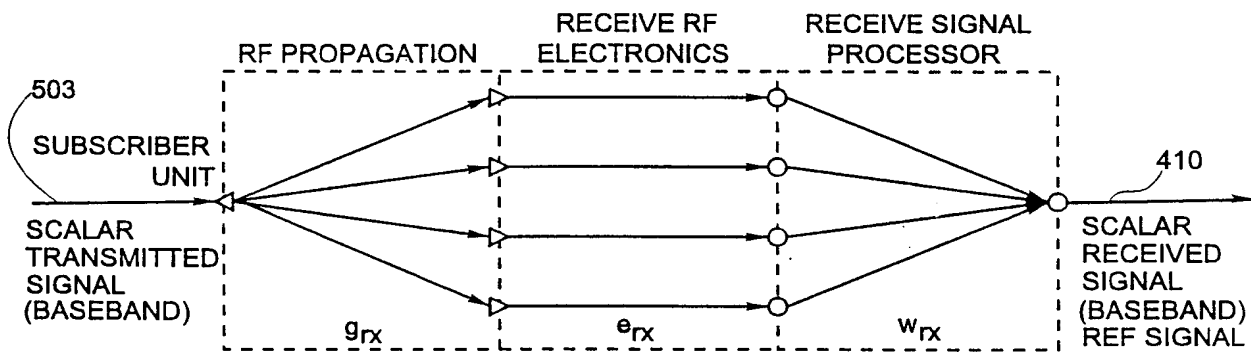 RF PROPAGATION
RECEIVE RF
ELECTRONICS
RECEIVE SIGNAL
PROCESSOR
503
SUBSCRIBER
UNIT
SCALAR
TRANSMITTED
SIGNAL
(BASEBAND)
grx
erx
wrx
410
SCALAR
RECEIVED
SIGNAL
(BASEBAND)
REF SIGNAL